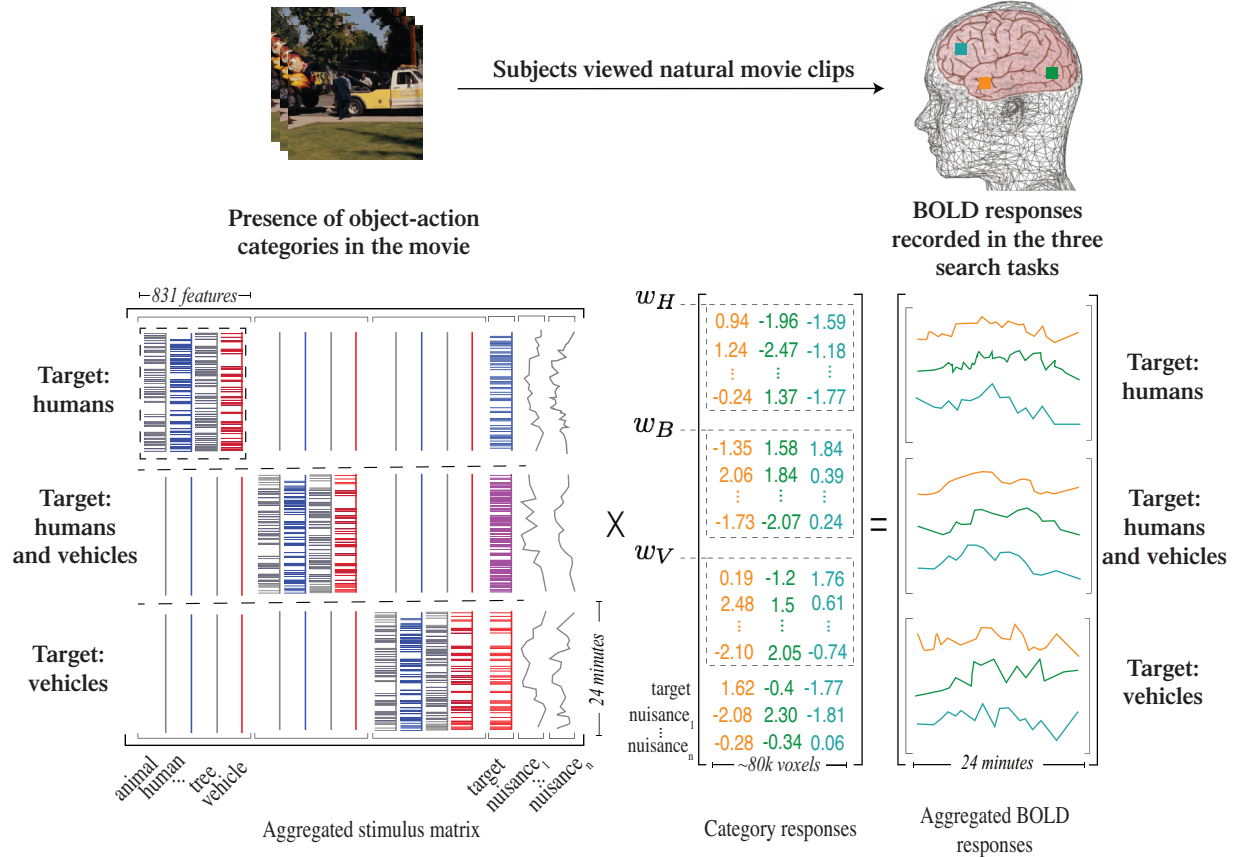 Subjects viewed natural movie clips
Presence of object-action
categories in the movie
BOLD responses
recorded in the three
search tasks
831 features
Target:
humans
Target:
humans
and vehicles
Target:
vehicles
24 minutes
animal
human
...
tree
vehicle
target
nuisance1
...
nuisancen
Aggregated stimulus matrix
X
wH
0.94 -1.96 -1.59
1.24 -2.47 -1.18
... ... ...
-0.24 1.37 -1.77
wB
-1.35 1.58 1.84
2.06 1.84 0.39
... ... ...
-1.73 -2.07 0.24
wV
0.19 -1.2 1.76
2.48 1.5 0.61
... ... ...
-2.10 2.05 -0.74
target 1.62 -0.4 -1.77
nuisance1 -2.08 2.30 -1.81
...
nuisancen -0.28 -0.34 0.06
~80k voxels
Category responses
=
Target:
humans
Target:
humans
and vehicles
Target:
vehicles
24 minutes
Aggregated BOLD
responses